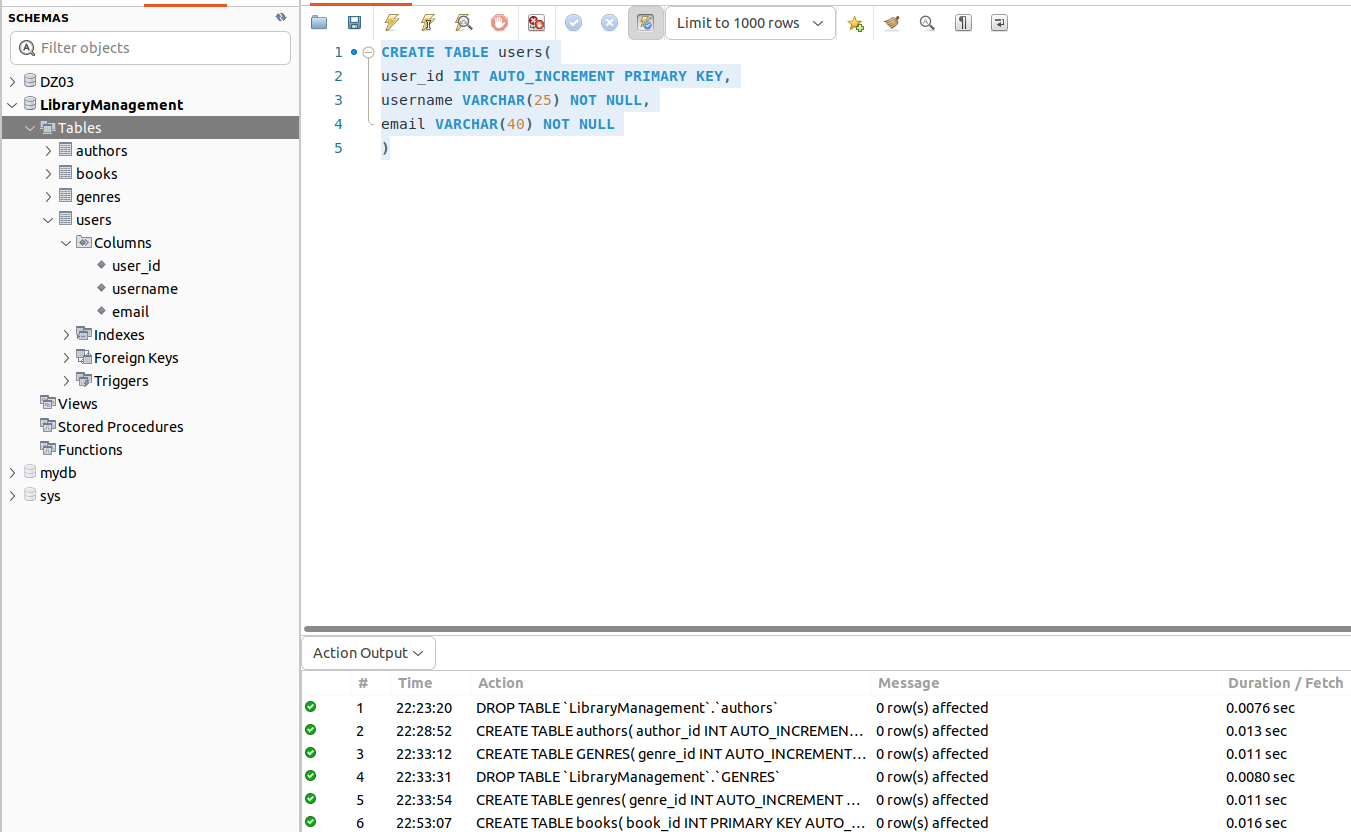 SCHEMAS
Filter objects
DZ03
LibraryManagement
Tables
authors
books
genres
users
Columns
user_id
username
email
Indexes
Foreign Keys
Triggers
Views
Stored Procedures
Functions
mydb
sys
Limit to 1000 rows
1 CREATE TABLE users(
2 user_id INT AUTO_INCREMENT PRIMARY KEY,
3 username VARCHAR(25) NOT NULL,
4 email VARCHAR(40) NOT NULL
5 )
Action Output
# Time Action Message Duration / Fetch
1 22:23:20 DROP TABLE `LibraryManagement`.`authors` 0 row(s) affected 0.0076 sec
2 22:28:52 CREATE TABLE authors( author_id INT AUTO_INCREMEN... 0 row(s) affected 0.013 sec
3 22:33:12 CREATE TABLE GENRES( genre_id INT AUTO_INCREMENT... 0 row(s) affected 0.011 sec
4 22:33:31 DROP TABLE `LibraryManagement`.`GENRES` 0 row(s) affected 0.0080 sec
5 22:33:54 CREATE TABLE genres( genre_id INT AUTO_INCREMENT ... 0 row(s) affected 0.011 sec
6 22:53:07 CREATE TABLE books( book_id INT PRIMARY KEY AUTO_... 0 row(s) affected 0.016 sec